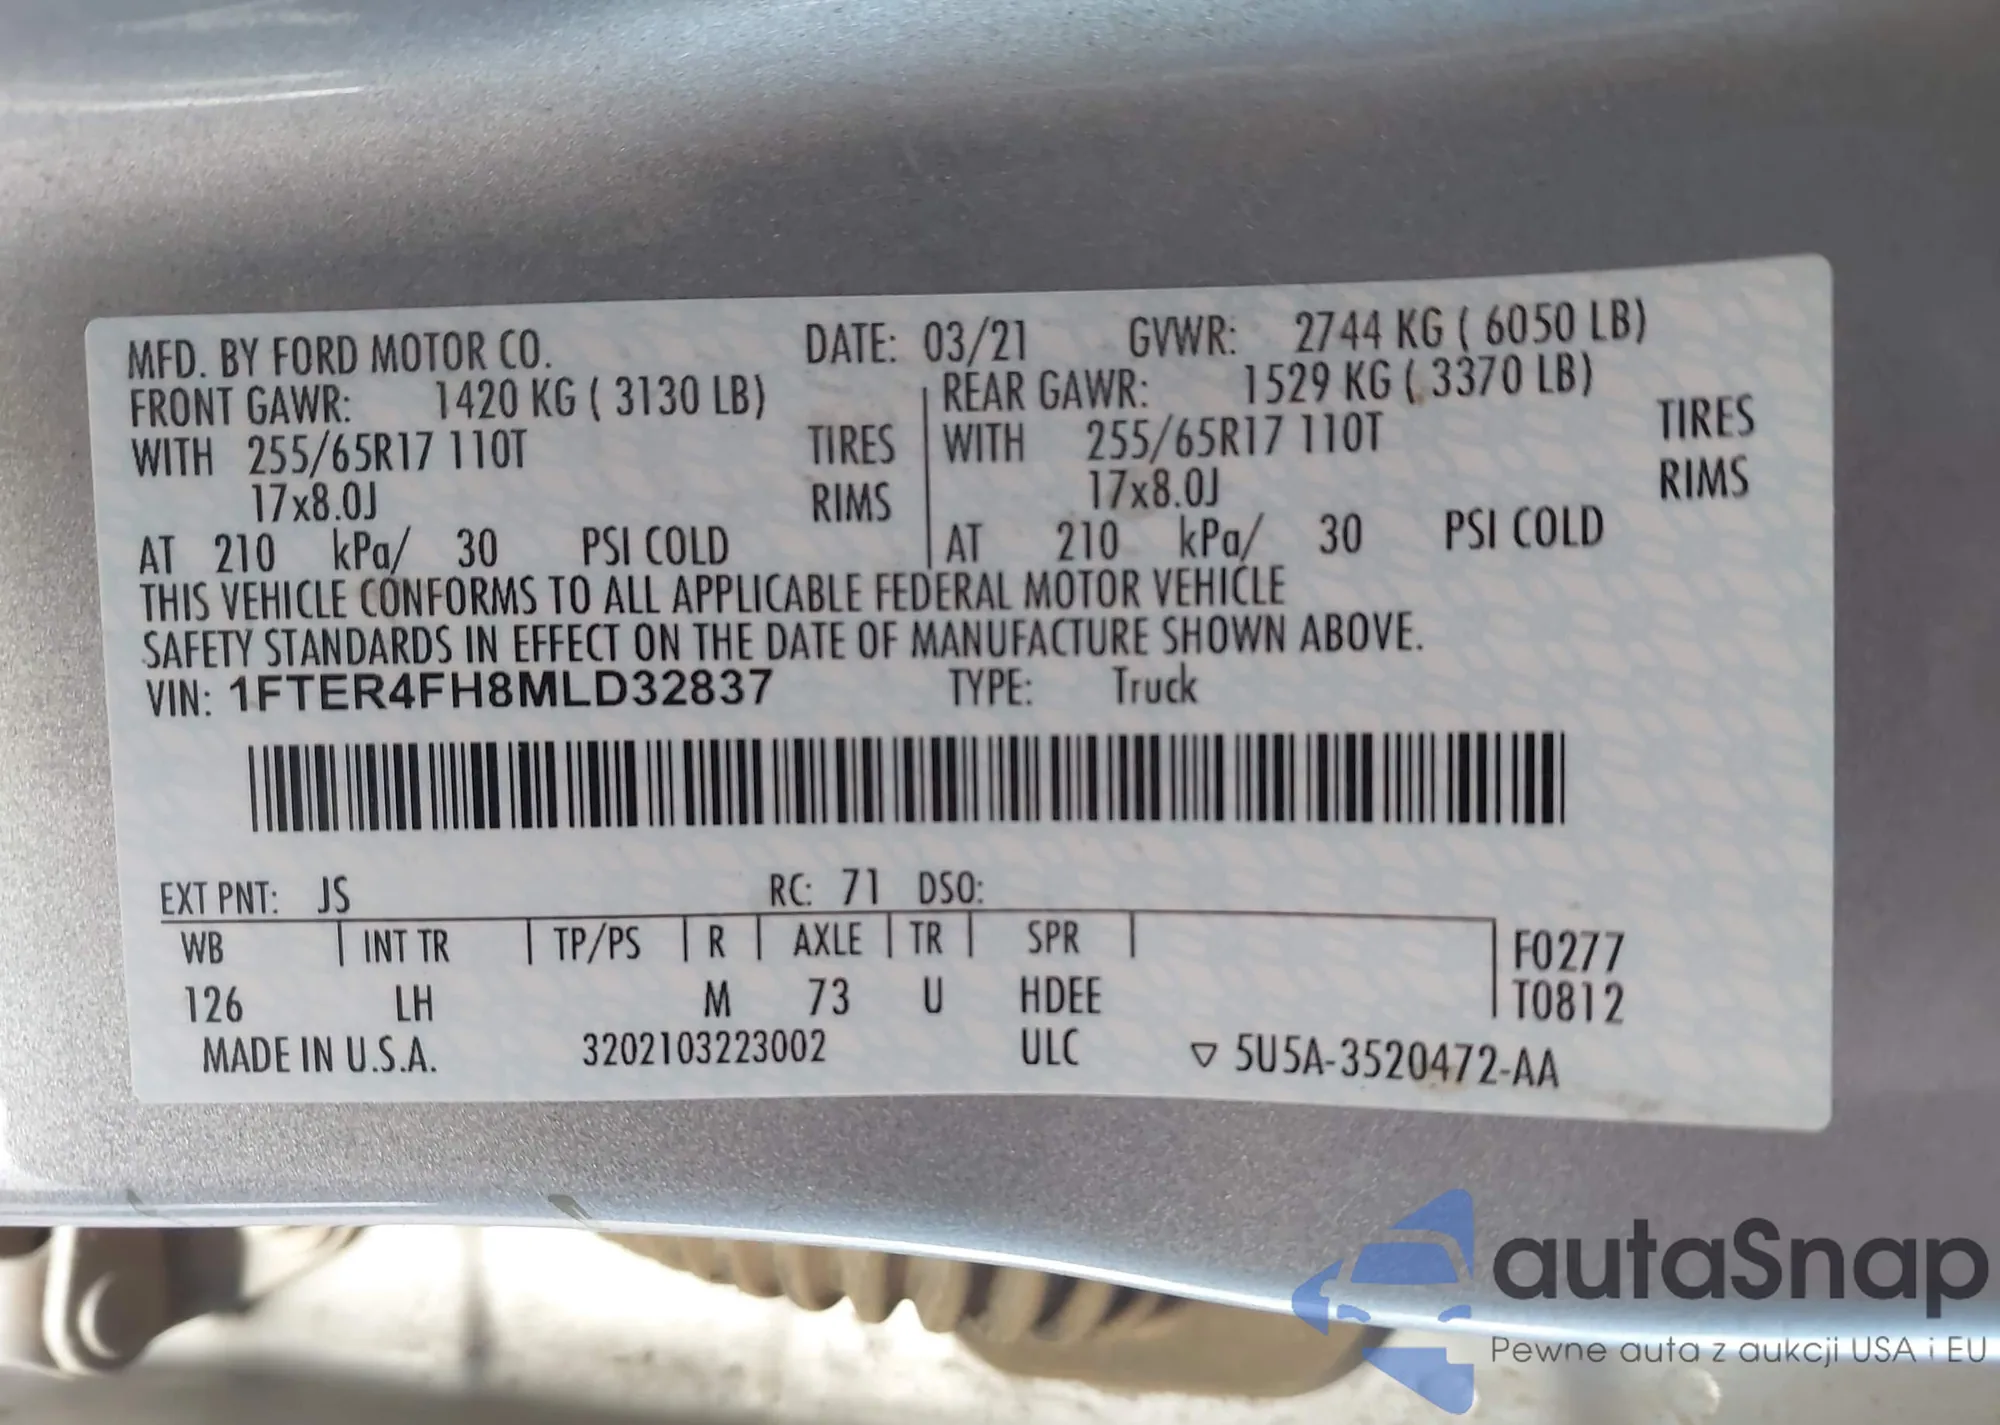 MFD. BY FORD MOTOR CO. DATE: 03/21 GVWR: 2744 KG ( 6050 LB)
FRONT GAWR: 1420 KG ( 3130 LB) REAR GAWR: 1529 KG ( 3370 LB)
WITH 255/65R17 110T TIRES WITH 255/65R17 110T TIRES
17x8.0J RIMS 17x8.0J RIMS
AT 210 kPa/ 30 PSI COLD AT 210 kPa/ 30 PSI COLD
THIS VEHICLE CONFORMS TO ALL APPLICABLE FEDERAL MOTOR VEHICLE
SAFETY STANDARDS IN EFFECT ON THE DATE OF MANUFACTURE SHOWN ABOVE.
VIN: 1FTER4FH8MLD32837 TYPE: Truck
EXT PNT: JS RC: 71 DSO:
WB INT TR TP/PS R AXLE TR SPR F0277
126 LH M 73 U HDEE T0812
MADE IN U.S.A. 3202103223002 ULC ▽ 5U5A-3520472-AA
autaSnap
Pewne auta z aukcji USA i EU